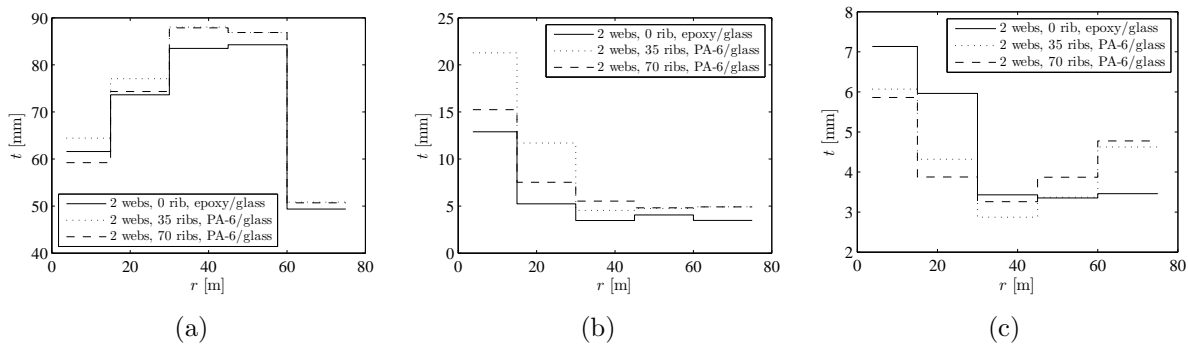 90
80
70
60
50
40
t [mm]
2 webs, 0 rib, epoxy/glass
2 webs, 35 ribs, PA-6/glass
2 webs, 70 ribs, PA-6/glass
0 20 40 60 80
r [m]
(a)
25
20
15
10
5
0
t [mm]
2 webs, 0 rib, epoxy/glass
2 webs, 35 ribs, PA-6/glass
2 webs, 70 ribs, PA-6/glass
0 20 40 60 80
r [m]
(b)
8
7
6
5
4
3
2
t [mm]
2 webs, 0 rib, epoxy/glass
2 webs, 35 ribs, PA-6/glass
2 webs, 70 ribs, PA-6/glass
0 20 40 60 80
r [m]
(c)